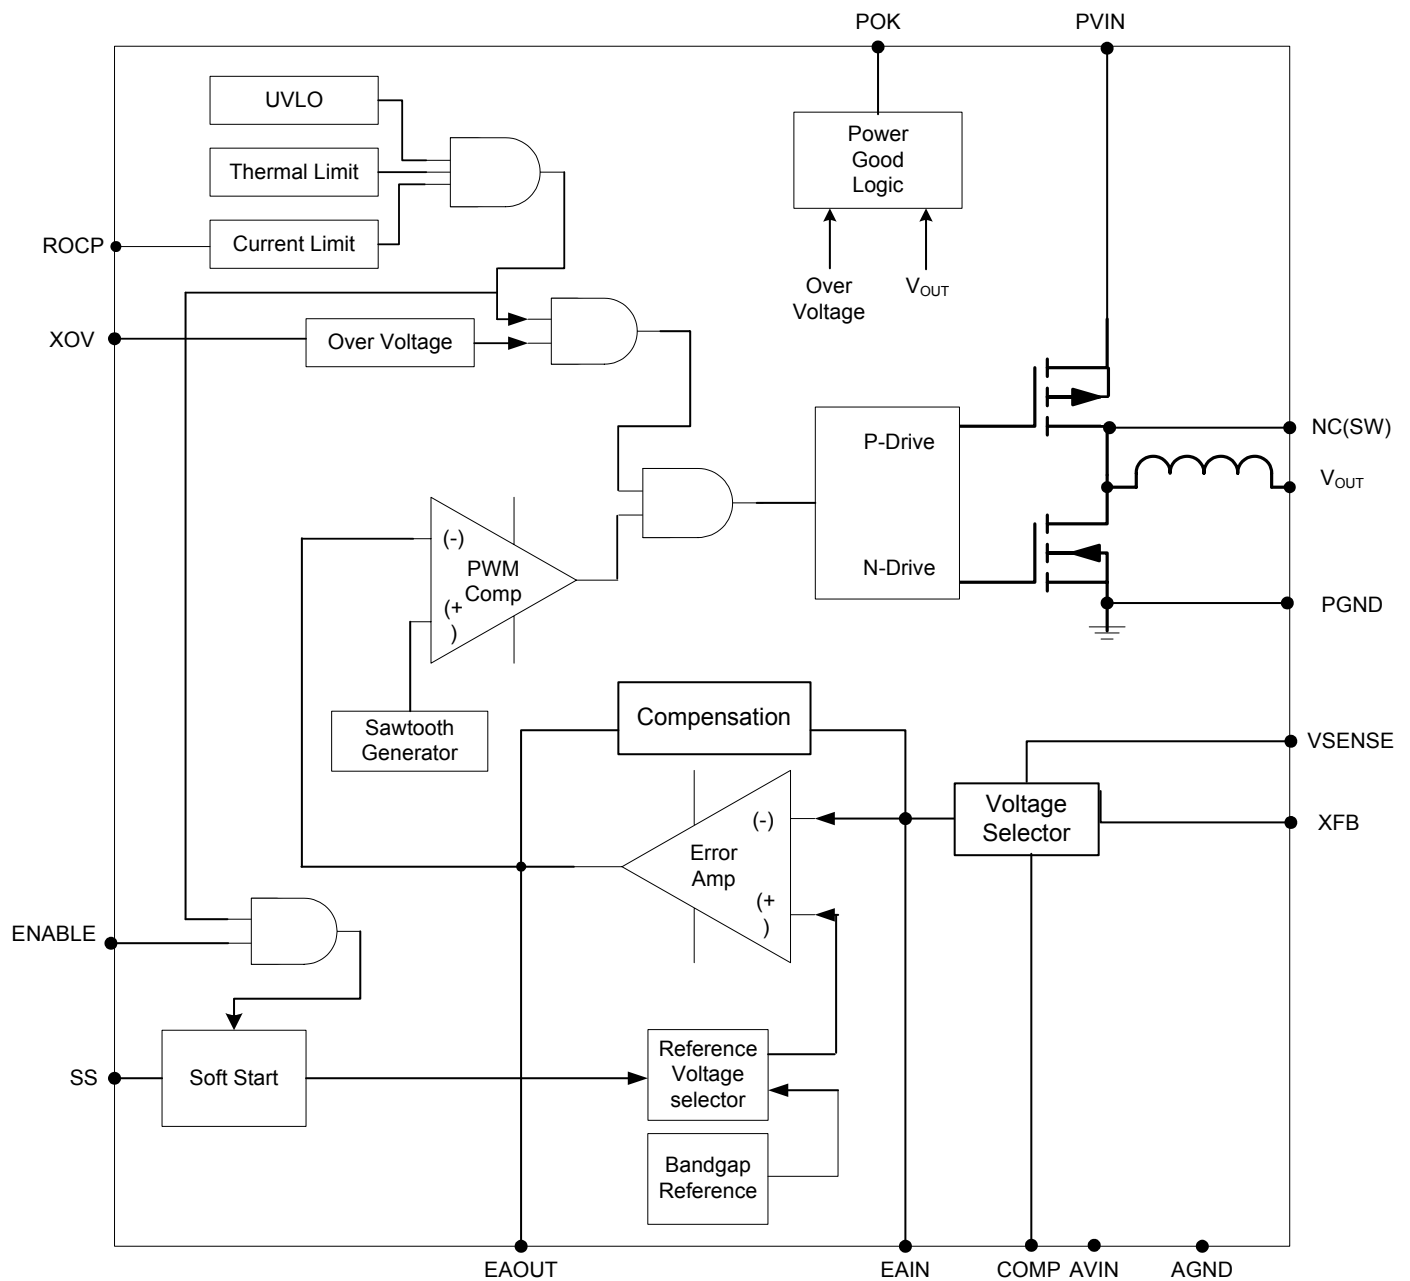 POK
PVIN
UVLO
Power
Good
Logic
Thermal Limit
ROCP
Current Limit
Over
Voltage
VOUT
XOV
Over Voltage
P-Drive
NC(SW)
VOUT
(-)
PWM
Comp
(+
)
N-Drive
PGND
Sawtooth
Generator
Compensation
VSENSE
Voltage
Selector
XFB
(-)
Error
Amp
(+
)
ENABLE
SS
Soft Start
Reference
Voltage
selector
Bandgap
Reference
EAOUT
EAIN
COMP
AVIN
AGND